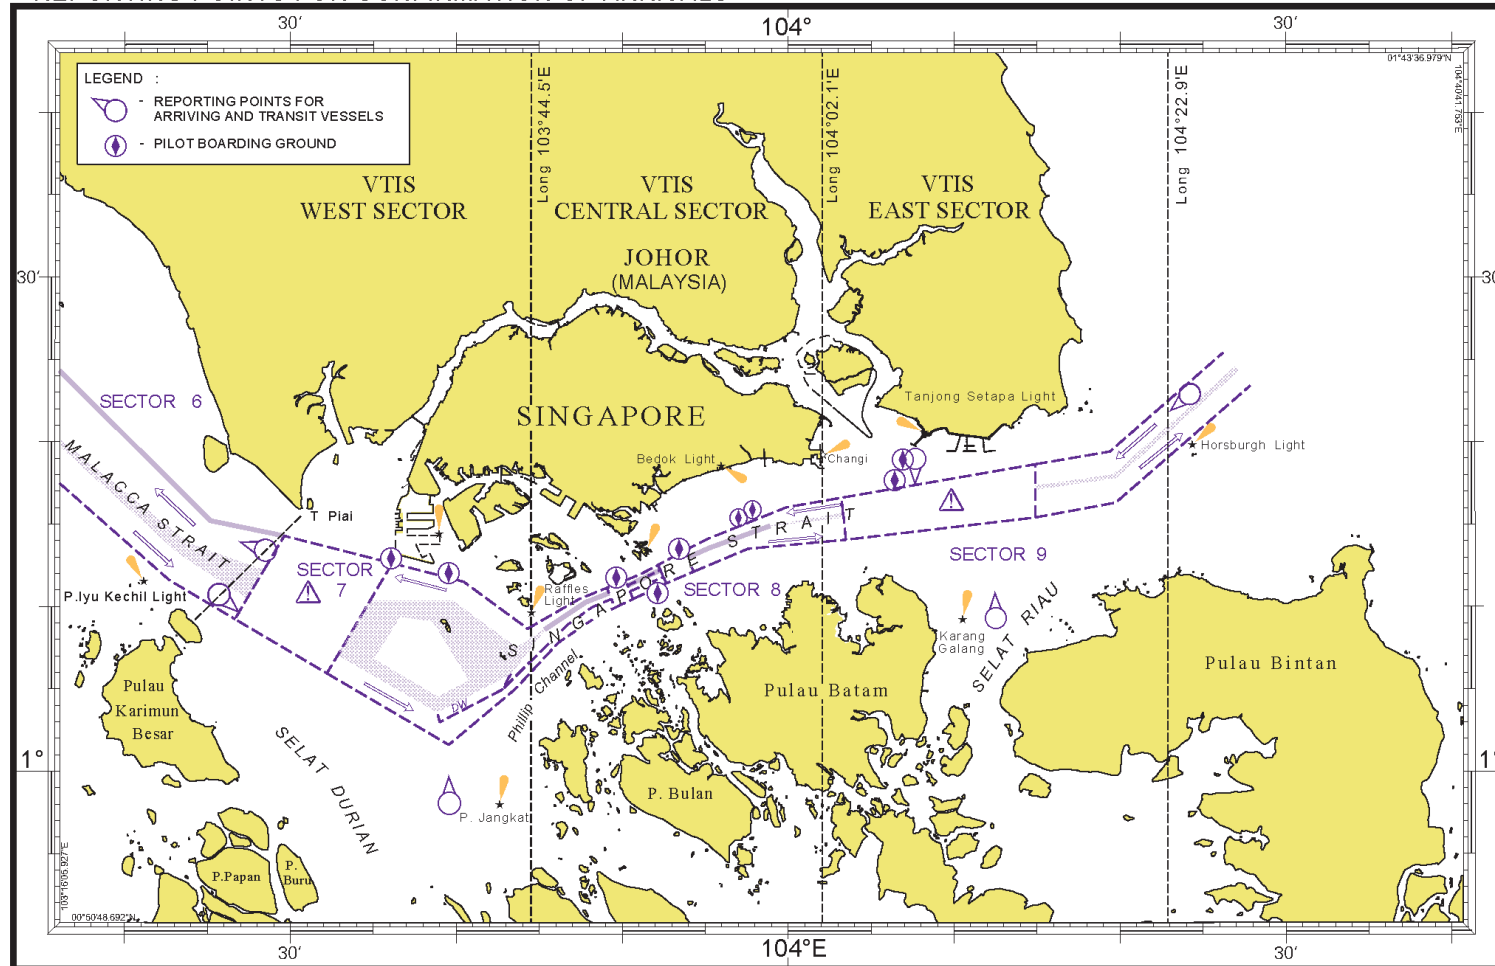 30'
104°
30'
LEGEND :
- REPORTING POINTS FOR
ARRIVING AND TRANSIT VESSELS
- PILOT BOARDING GROUND
01°43'36.979"N
104°40'41.763"E
Long 103°44.5'E
Long 104°02.1'E
Long 104°22.9'E
VTIS
WEST SECTOR
VTIS
CENTRAL SECTOR
VTIS
EAST SECTOR
JOHOR
(MALAYSIA)
30'
30
SECTOR 6
SINGAPORE
Tanjong Setapa Light
MALACCA STRAIT
Bedok Light
Changi
Horsburgh Light
T Piai
SINGAPORE STRAIT
SECTOR
7
SECTOR 9
P.Iyu Kechil Light
Raffles
Light
SECTOR 8
Karang
Galang
SELAT RIAU
Pulau Bintan
Pulau
Karimun
Besar
Phillip Channel
Pulau Batam
DW
SELAT DURIAN
1°
1°
P. Bulan
P. Jangkat
P.Papan
P.
Buru
103°16'05.927"E
00°50'48.692"N
30'
104°E
30'